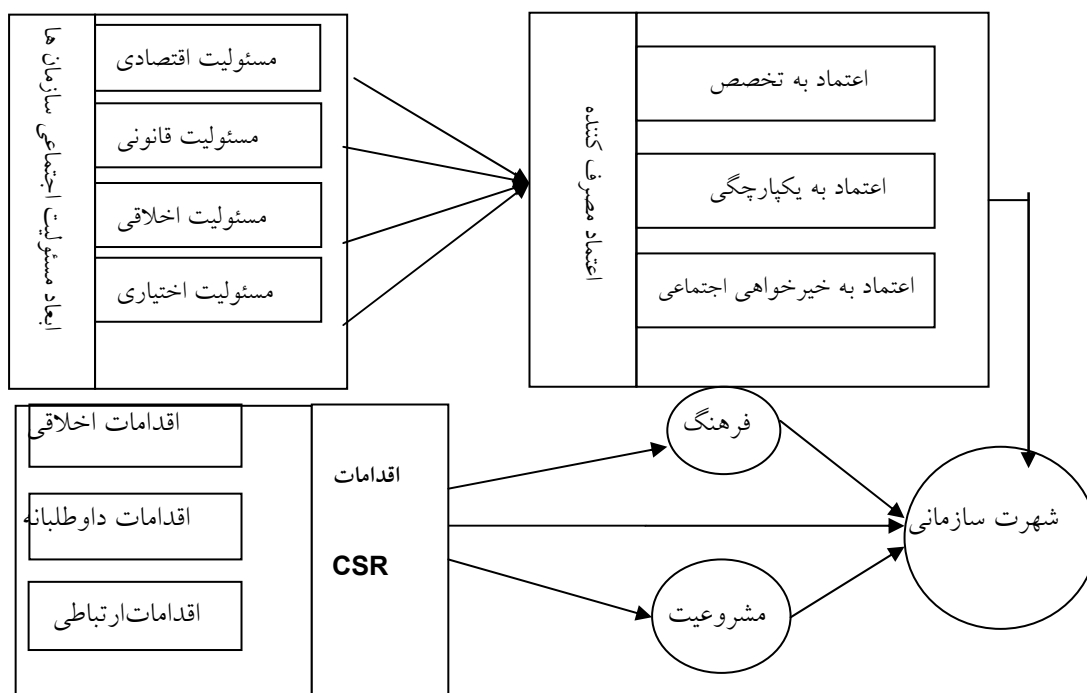 ابعاد مسئولیت اجتماعی سازمان ها
مسئولیت اقتصادی
مسئولیت قانونی
مسئولیت اخلاقی
مسئولیت اختیاری
اعتماد مصرف کننده
اعتماد به تخصص
اعتماد به یکپارچگی
اعتماد به خیرخواهی اجتماعی
اقدامات اخلاقی
اقدامات داوطلبانه
اقدامات‌ارتباطی
اقدامات
CSR
فرهنگ
مشروعیت
شهرت سازمانی